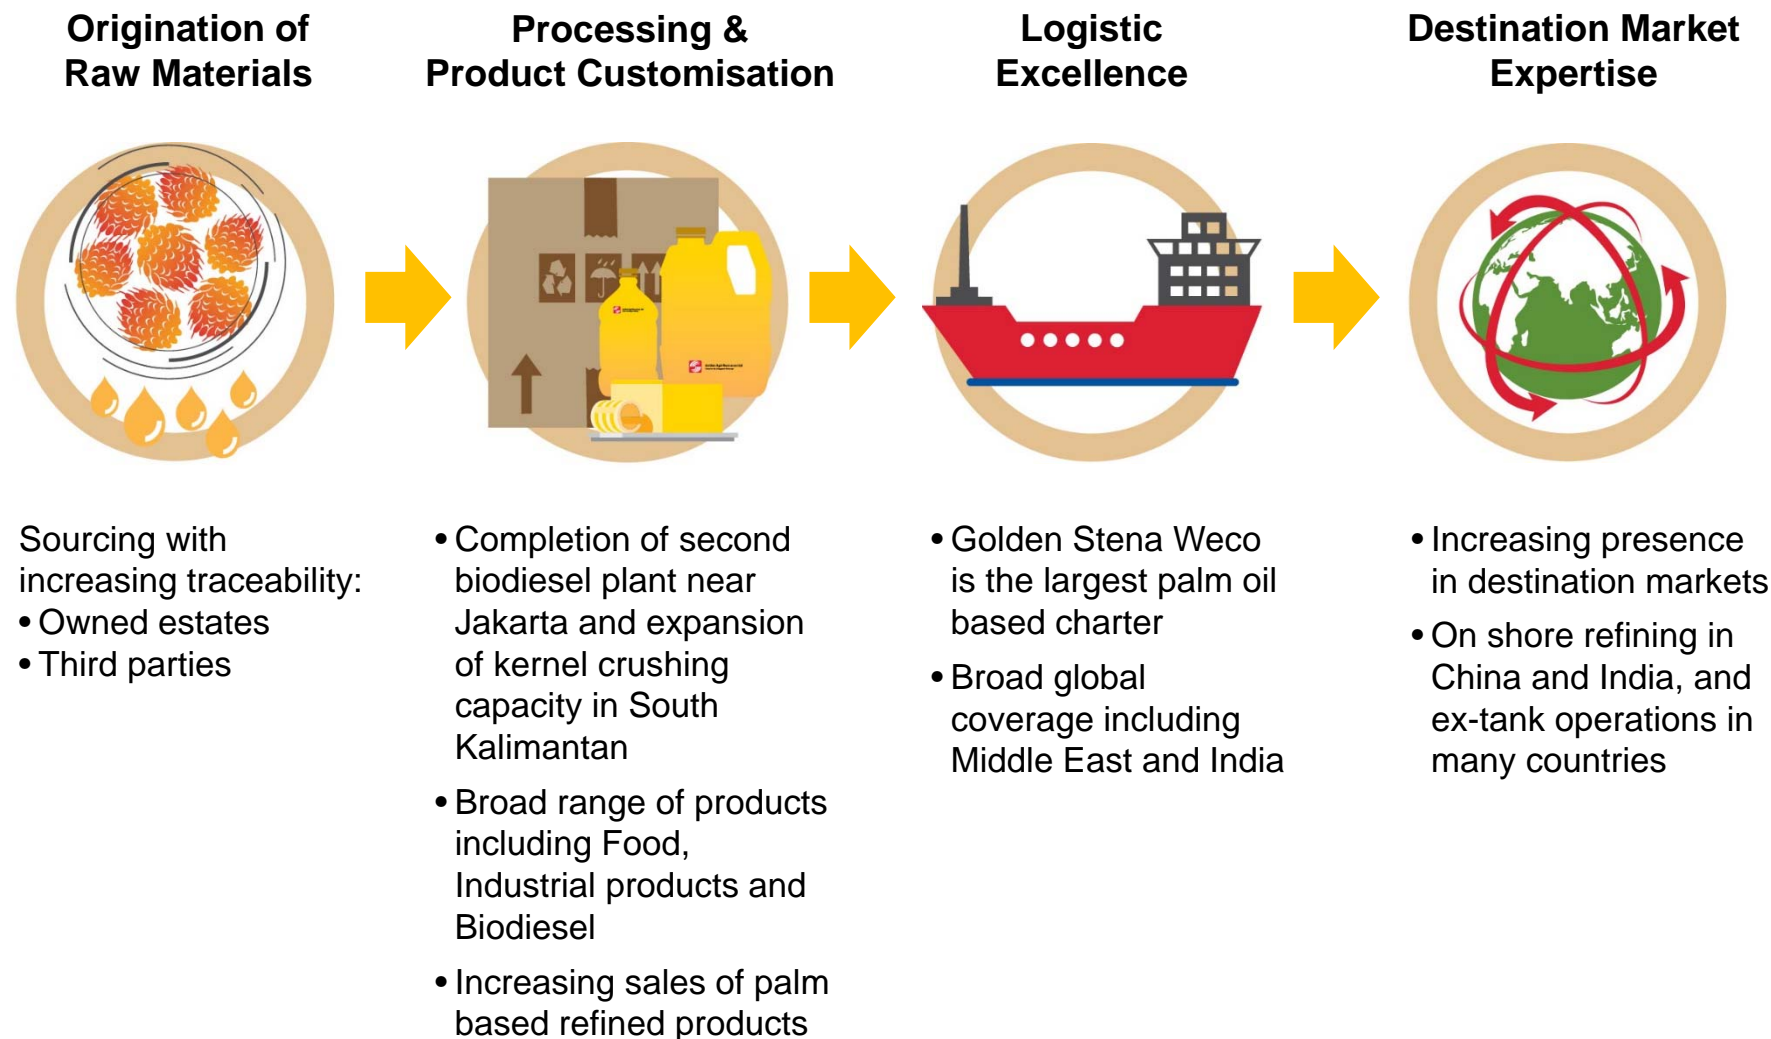 Origination of
Raw Materials
Processing &
Product Customisation
Logistic
Excellence
Destination Market
Expertise
Sourcing with
increasing traceability:
• Owned estates
• Third parties
• Completion of second
biodiesel plant near
Jakarta and expansion
of kernel crushing
capacity in South
Kalimantan
• Broad range of products
including Food,
Industrial products and
Biodiesel
• Increasing sales of palm
based refined products
• Golden Stena Weco
is the largest palm oil
based charter
• Broad global
coverage including
Middle East and India
• Increasing presence
in destination markets
• On shore refining in
China and India, and
ex-tank operations in
many countries